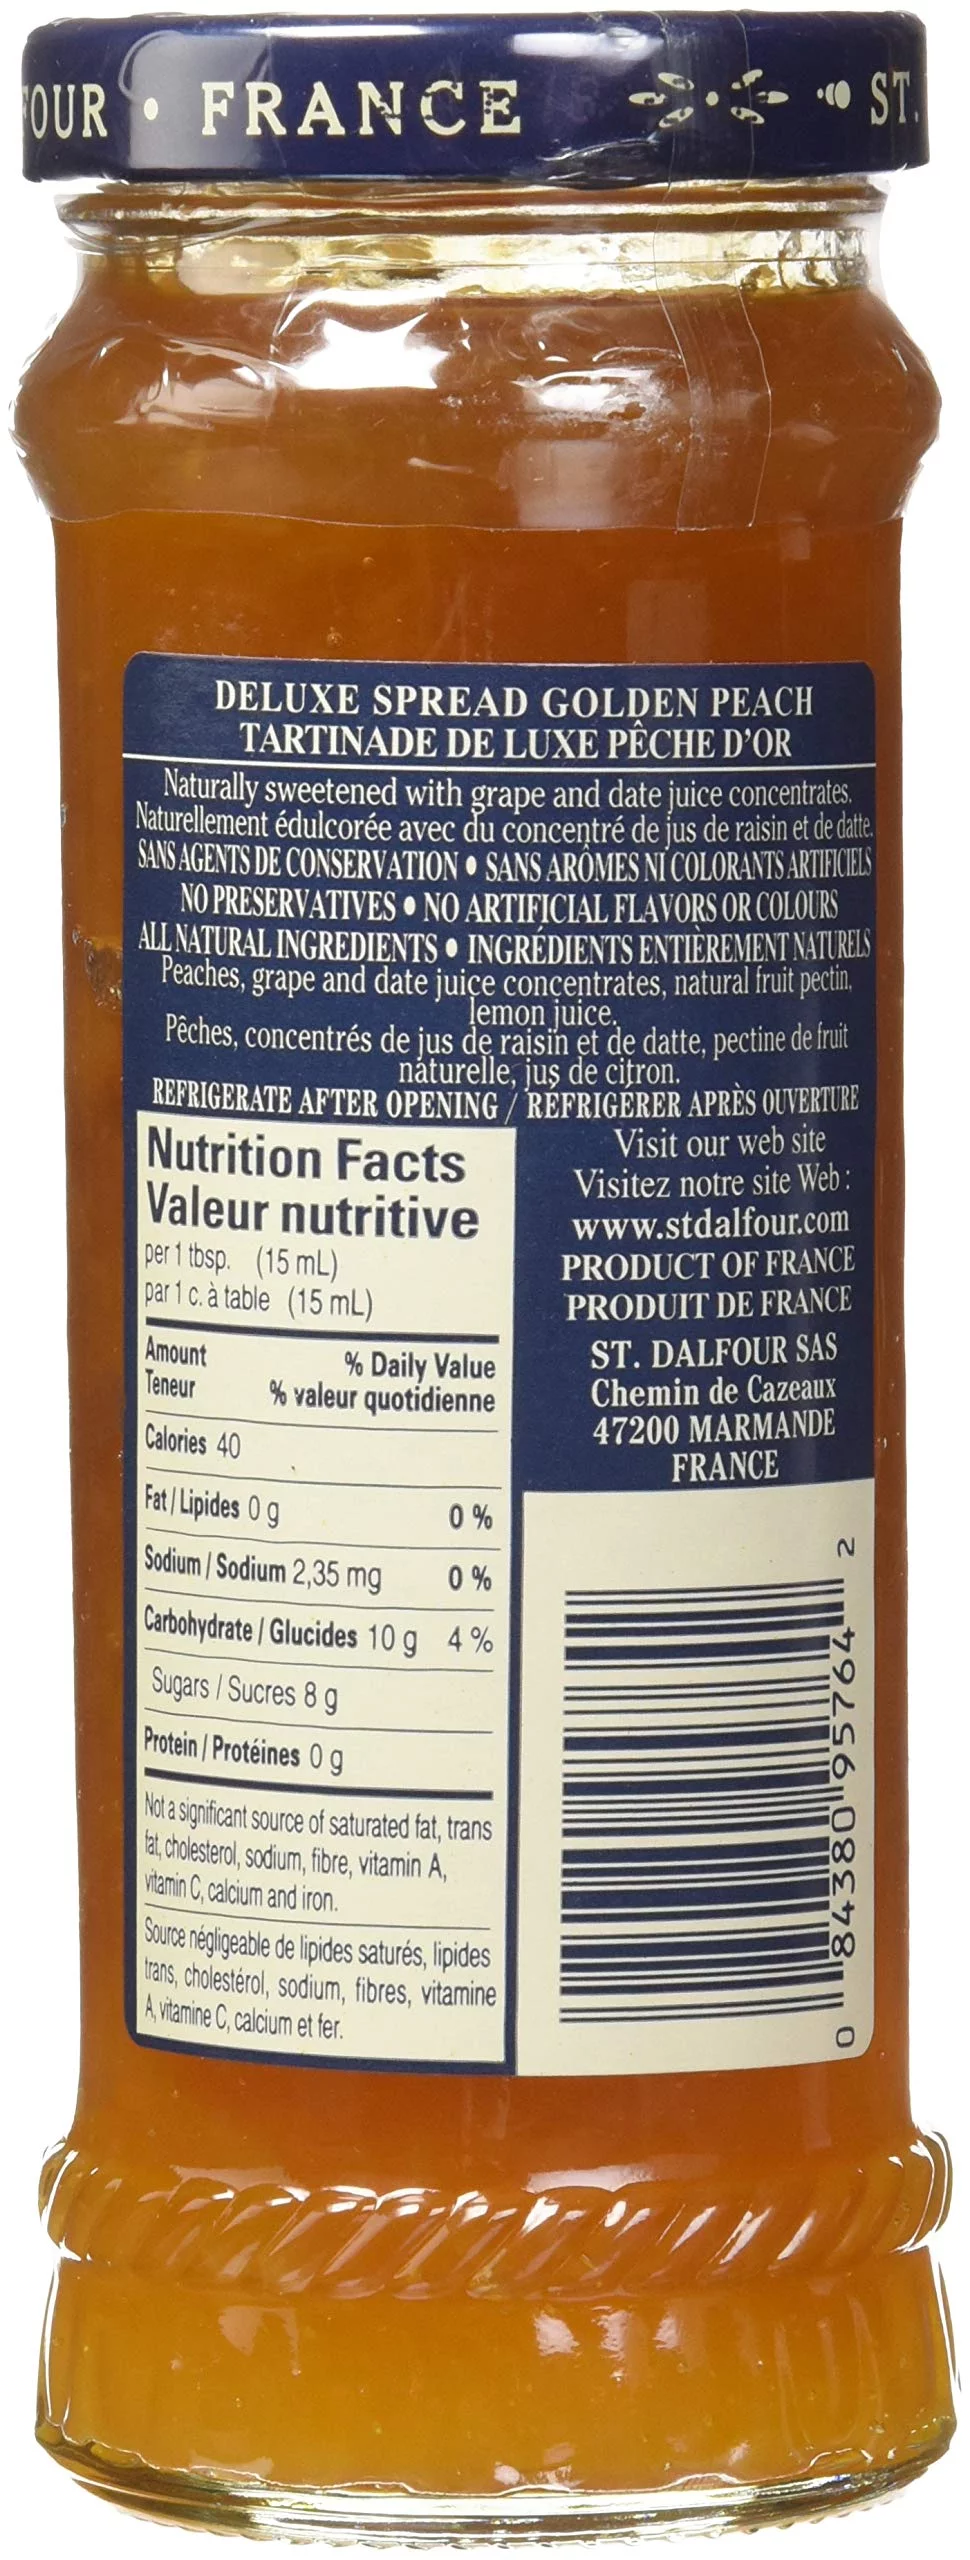 FOUR • FRANCE ST.
DELUXE SPREAD GOLDEN PEACH
TARTINADE DE LUXE PÊCHE D'OR
Naturally sweetened with grape and date juice concentrates.
Naturellement édulcorée avec du concentré de jus de raisin et de datte.
SANS AGENTS DE CONSERVATION • SANS ARÔMES NI COLORANTS ARTIFICIELS
NO PRESERVATIVES • NO ARTIFICIAL FLAVORS OR COLOURS
ALL NATURAL INGREDIENTS • INGRÉDIENTS ENTIÈREMENT NATURELS
Peaches, grape and date juice concentrates, natural fruit pectin,
lemon juice.
Pêches, concentrés de jus de raisin et de datte, pectine de fruit
naturelle, jus de citron.
REFRIGERATE AFTER OPENING / RÉFRIGÉRER APRÈS OUVERTURE
Nutrition Facts
Valeur nutritive
per 1 tbsp. (15 mL)
par 1 c. à table (15 mL)
Amount % Daily Value
Teneur % valeur quotidienne
Calories 40
Fat / Lipides 0 g 0 %
Sodium / Sodium 2,35 mg 0 %
Carbohydrate / Glucides 10 g 4 %
Sugars / Sucres 8 g
Protein / Protéines 0 g
Not a significant source of saturated fat, trans
fat, cholesterol, sodium, fibre, vitamin A,
vitamin C, calcium and iron.
Source négligeable de lipides saturés, lipides
trans, cholestérol, sodium, fibres, vitamine
A, vitamine C, calcium et fer.
Visit our web site
Visitez notre site Web :
www.stdalfour.com
PRODUCT OF FRANCE
PRODUIT DE FRANCE
ST. DALFOUR SAS
Chemin de Cazeaux
47200 MARMANDE
FRANCE
0 84380 95764 2